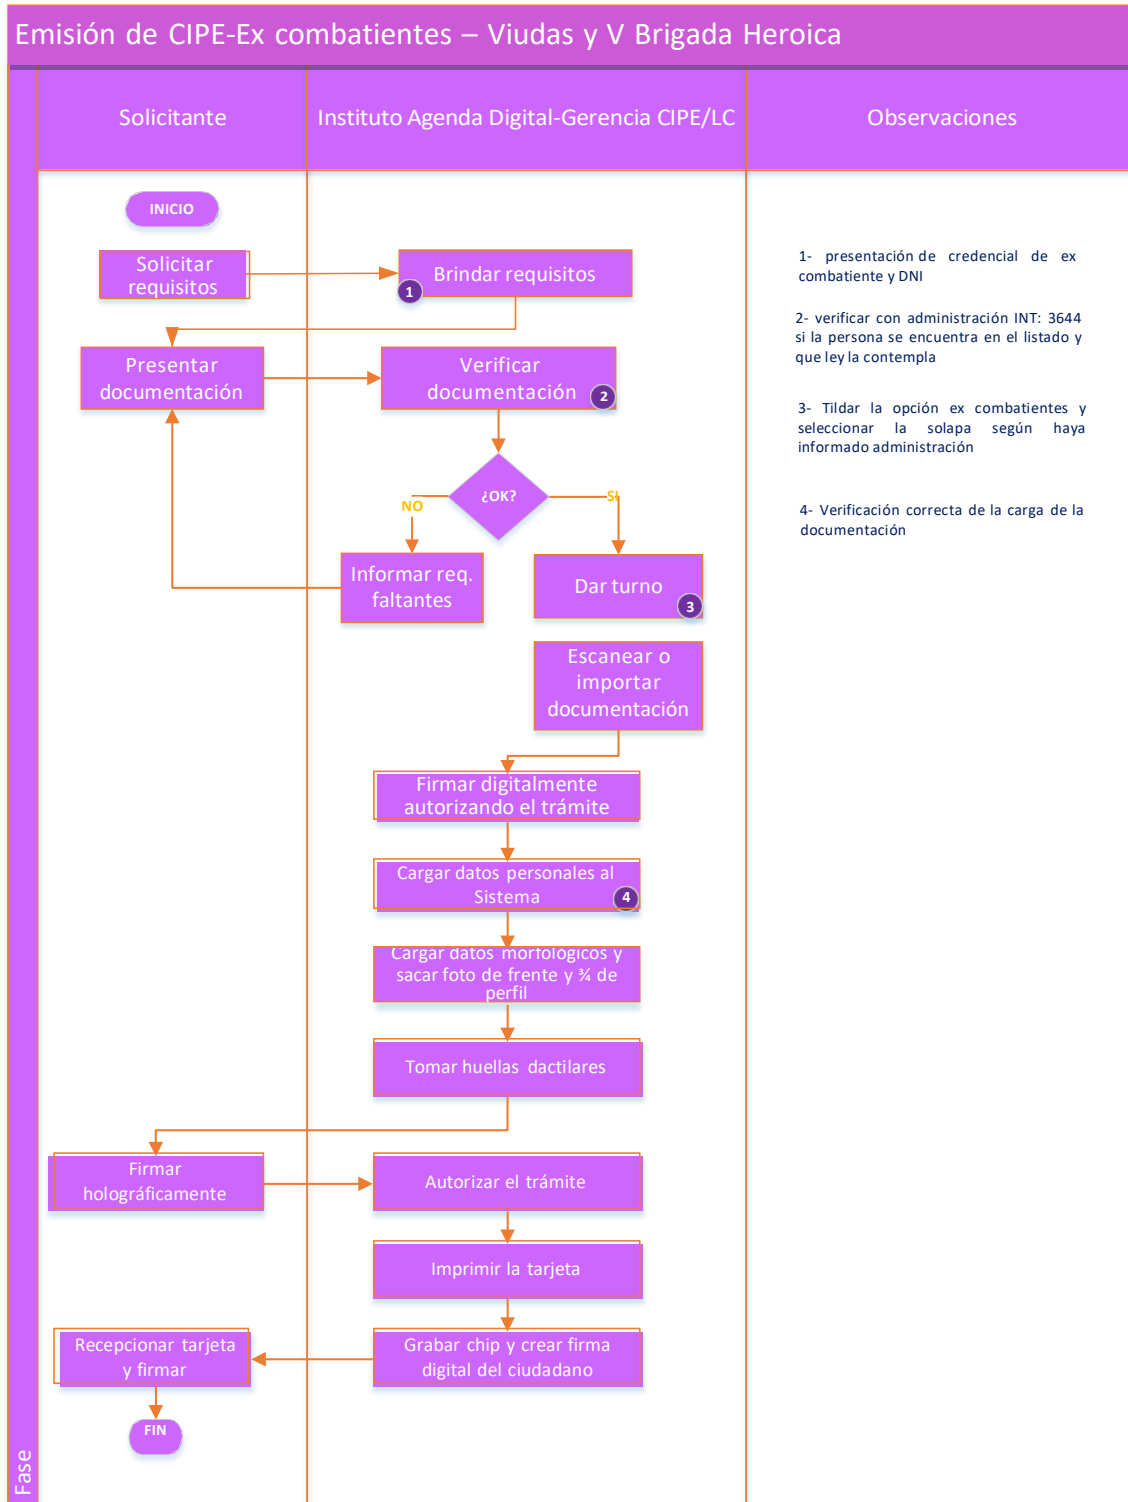 Emisión de CIPE-Ex combatientes – Viudas y V Brigada Heroica
Solicitante
Instituto Agenda Digital-Gerencia CIPE/LC
Observaciones
INICIO
Solicitar
requisitos
Brindar requisitos
1
1- presentación de credencial de ex
combatiente y DNI
2- verificar con administración INT: 3644
si la persona se encuentra en el listado y
que ley la contempla
3- Tildar la opción ex combatientes y
seleccionar la solapa según haya
informado administración
4- Verificación correcta de la carga de la
documentación
Presentar
documentación
Verificar
documentación
2
¿OK?
NO
SI
Informar req.
faltantes
Dar turno
3
Escanear o
importar
documentación
Firmar digitalmente
autorizando el trámite
Cargar datos personales al
Sistema
4
Cargar datos morfológicos y
sacar foto de frente y ¾ de
perfil
Tomar huellas dactilares
Firmar
holográficamente
Autorizar el trámite
Imprimir la tarjeta
Recepcionar tarjeta
y firmar
Grabar chip y crear firma
digital del ciudadano
FIN
Fase